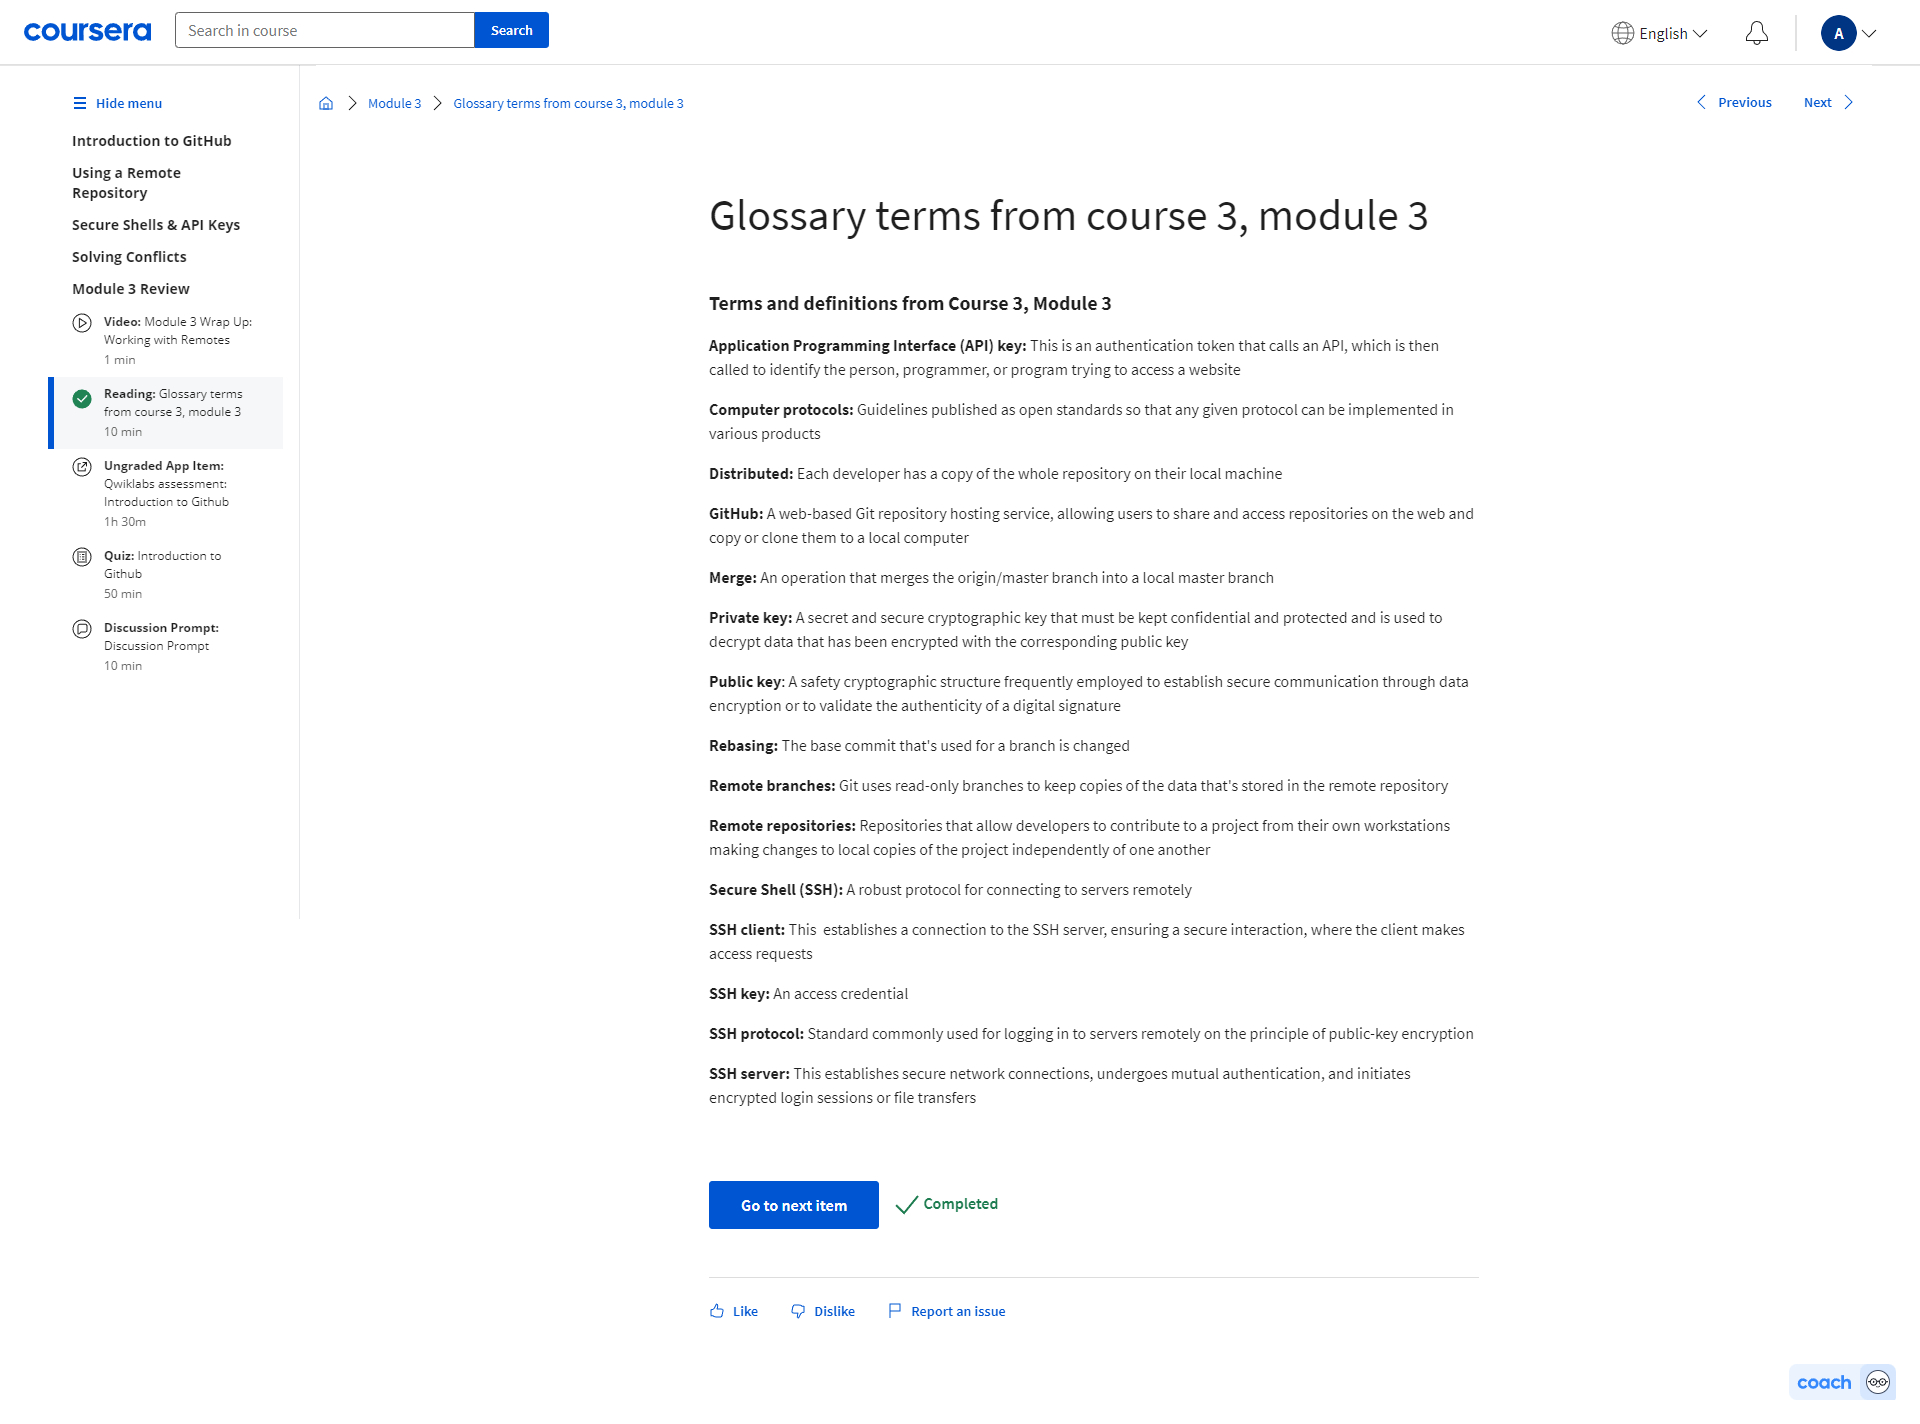 coursera
Search in course
Search
English
A
Hide menu
Introduction to GitHub
Using a Remote
Repository
Secure Shells & API Keys
Solving Conflicts
Module 3 Review
Video: Module 3 Wrap Up:
Working with Remotes
1 min
Reading: Glossary terms
from course 3, module 3
10 min
Ungraded App Item:
Qwiklabs assessment:
Introduction to Github
1h 30m
Quiz: Introduction to
Github
50 min
Discussion Prompt:
Discussion Prompt
10 min
Module 3
Glossary terms from course 3, module 3
Previous
Next
Glossary terms from course 3, module 3
Terms and definitions from Course 3, Module 3
Application Programming Interface (API) key: This is an authentication token that calls an API, which is then
called to identify the person, programmer, or program trying to access a website
Computer protocols: Guidelines published as open standards so that any given protocol can be implemented in
various products
Distributed: Each developer has a copy of the whole repository on their local machine
GitHub: A web-based Git repository hosting service, allowing users to share and access repositories on the web and
copy or clone them to a local computer
Merge: An operation that merges the origin/master branch into a local master branch
Private key: A secret and secure cryptographic key that must be kept confidential and protected and is used to
decrypt data that has been encrypted with the corresponding public key
Public key: A safety cryptographic structure frequently employed to establish secure communication through data
encryption or to validate the authenticity of a digital signature
Rebasing: The base commit that's used for a branch is changed
Remote branches: Git uses read-only branches to keep copies of the data that's stored in the remote repository
Remote repositories: Repositories that allow developers to contribute to a project from their own workstations
making changes to local copies of the project independently of one another
Secure Shell (SSH): A robust protocol for connecting to servers remotely
SSH client: This  establishes a connection to the SSH server, ensuring a secure interaction, where the client makes
access requests
SSH key: An access credential
SSH protocol: Standard commonly used for logging in to servers remotely on the principle of public-key encryption
SSH server: This establishes secure network connections, undergoes mutual authentication, and initiates
encrypted login sessions or file transfers
Go to next item
Completed
Like
Dislike
Report an issue
coach